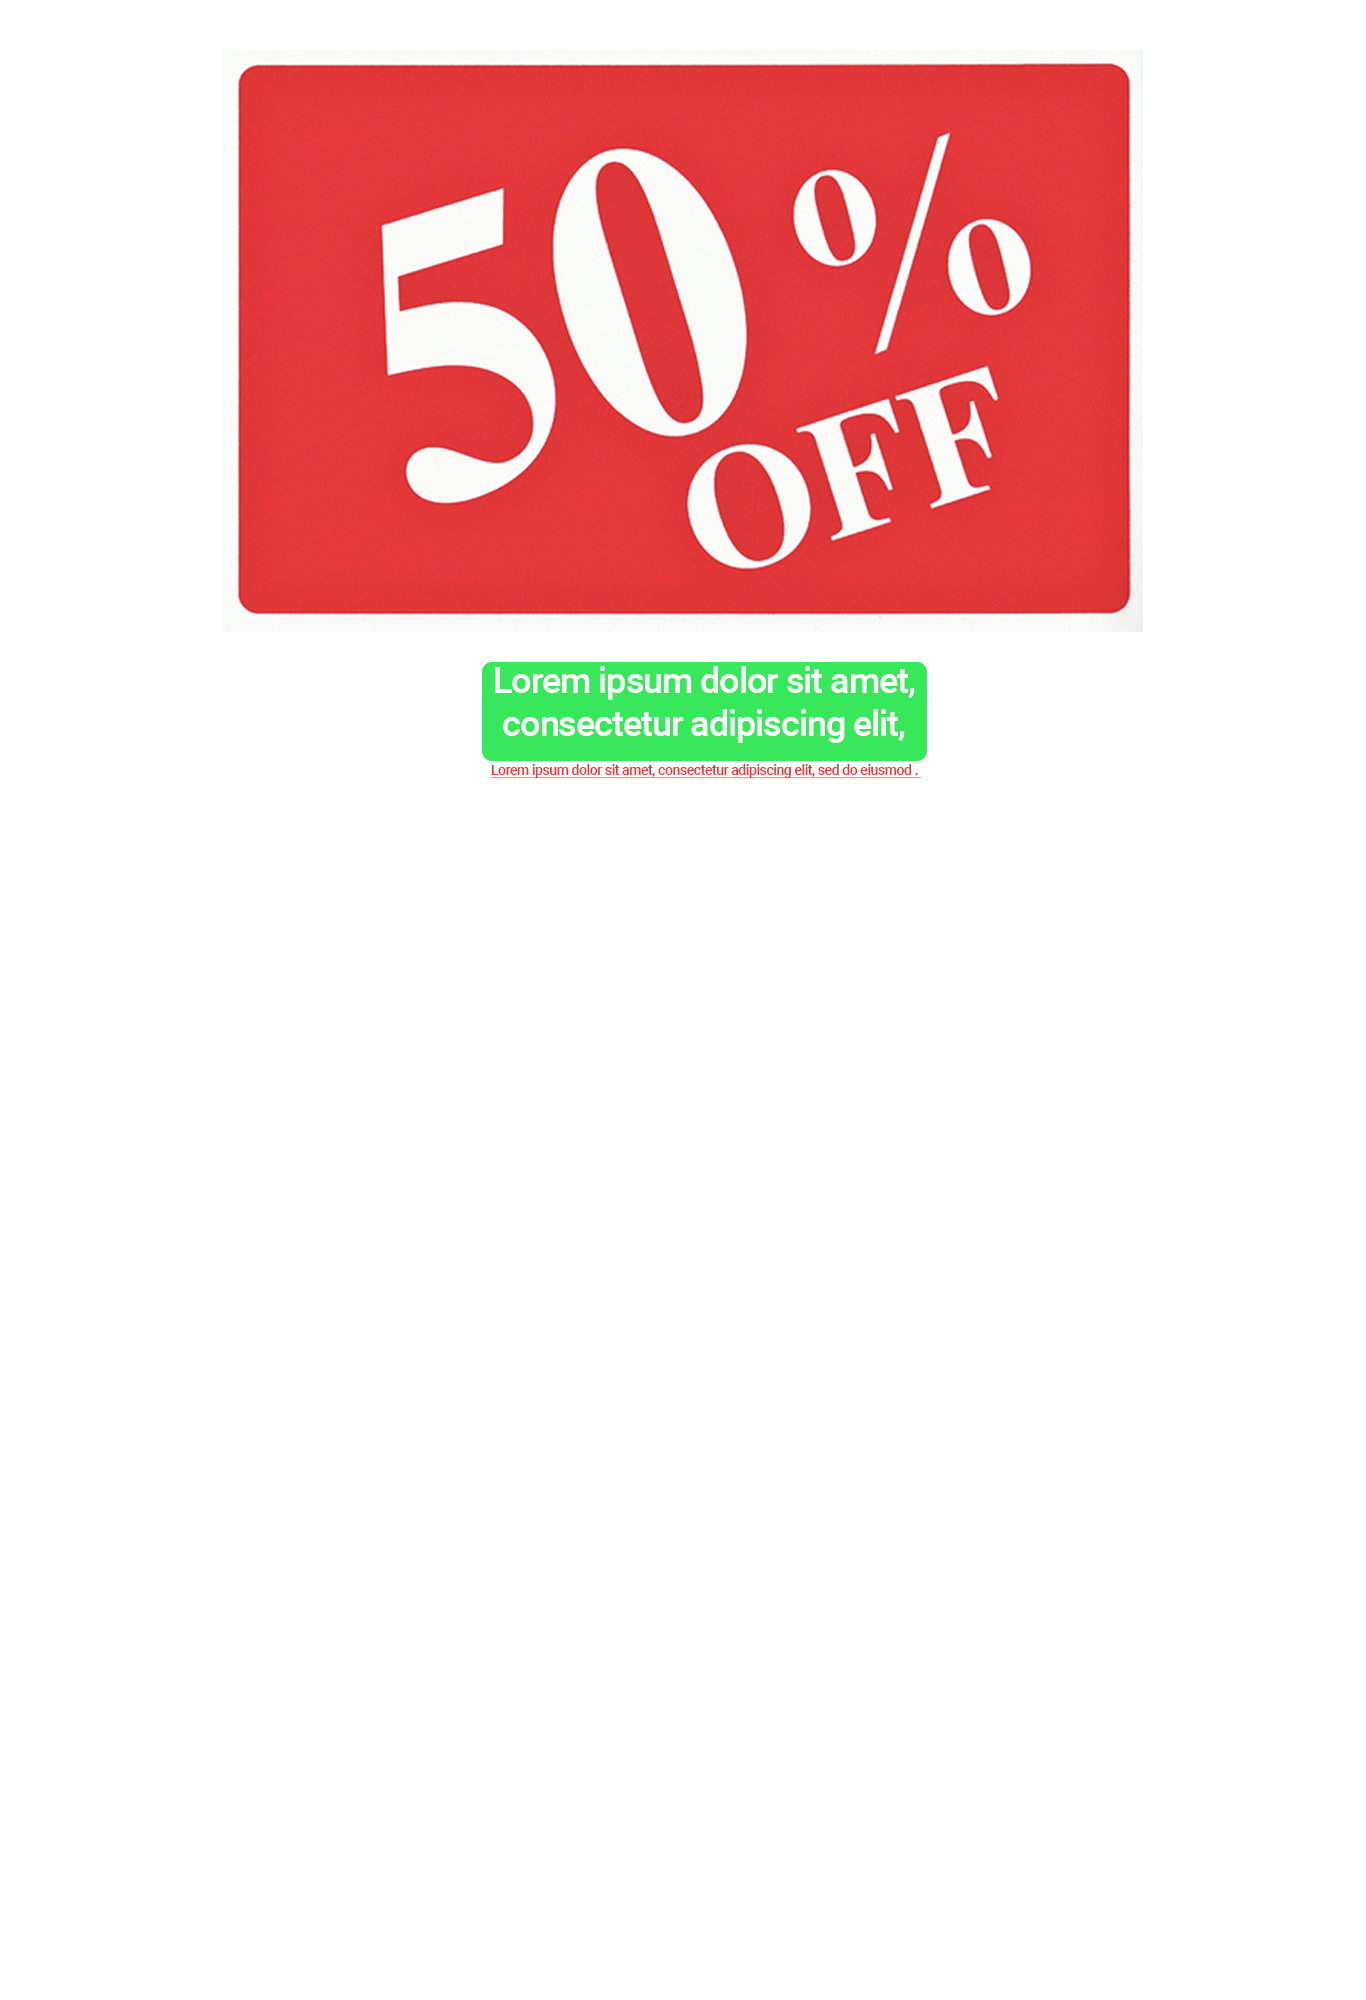 50 %
OFF
Lorem ipsum dolor sit amet,
consectetur adipiscing elit,
Lorem ipsum dolor sit amet, consectetur adipiscing elit, sed do eiusmod .